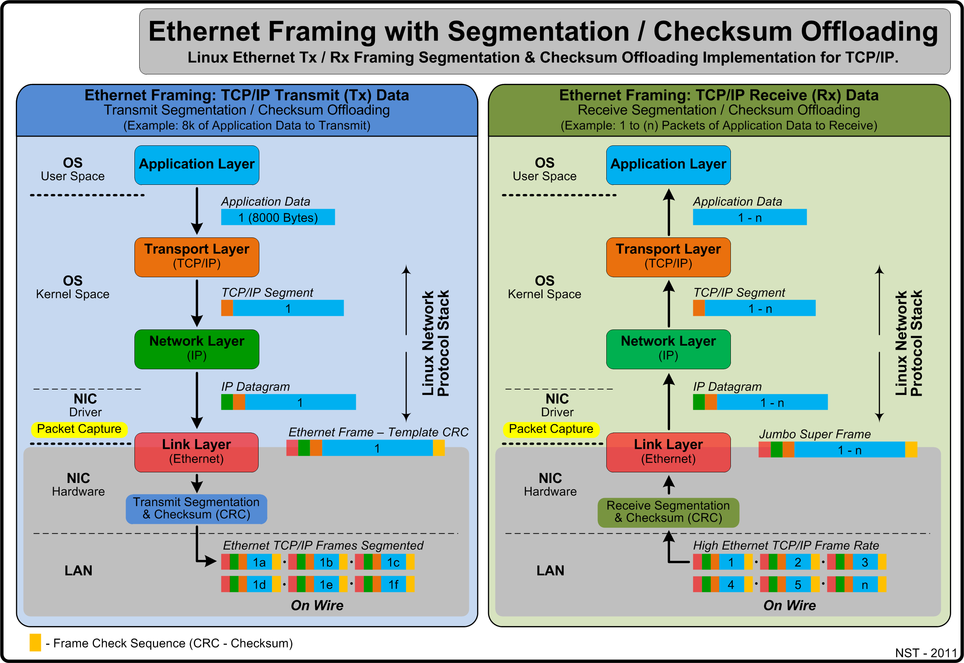 Ethernet Framing with Segmentation / Checksum Offloading
Linux Ethernet Tx / Rx Framing Segmentation & Checksum Offloading Implementation for TCP/IP.
Ethernet Framing: TCP/IP Transmit (Tx) Data
Transmit Segmentation / Checksum Offloading
(Example: 8k of Application Data to Transmit)
OS
User Space
Application Layer
Application Data
1 (8000 Bytes)
Transport Layer
(TCP/IP)
OS
Kernel Space
TCP/IP Segment
1
Network Layer
(IP)
Linux Network
Protocol Stack
IP Datagram
1
NIC
Driver
Packet Capture
Link Layer
(Ethernet)
Ethernet Frame – Template CRC
1
NIC
Hardware
Transmit Segmentation
& Checksum (CRC)
LAN
Ethernet TCP/IP Frames Segmented
1a • 1b • 1c
1d • 1e • 1f
On Wire
Ethernet Framing: TCP/IP Receive (Rx) Data
Receive Segmentation / Checksum Offloading
(Example: 1 to (n) Packets of Application Data to Receive)
OS
User Space
Application Layer
Application Data
1 - n
Transport Layer
(TCP/IP)
OS
Kernel Space
TCP/IP Segment
1 - n
Network Layer
(IP)
Linux Network
Protocol Stack
IP Datagram
1 - n
NIC
Driver
Packet Capture
Link Layer
(Ethernet)
Jumbo Super Frame
1 - n
NIC
Hardware
Receive Segmentation
& Checksum (CRC)
LAN
High Ethernet TCP/IP Frame Rate
1 • 2 • 3
4 • 5 • n
On Wire
- Frame Check Sequence (CRC - Checksum)
NST - 2011